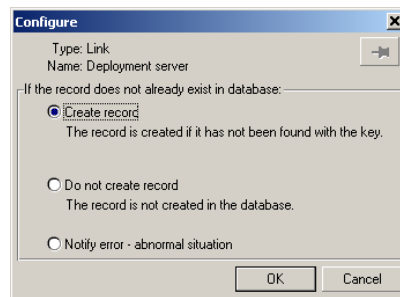 Configure
Type: Link
Name: Deployment server
If the record does not already exist in database:
Create record
The record is created if it has not been found with the key.
Do not create record
The record is not created in the database.
Notify error - abnormal situation
OK Cancel